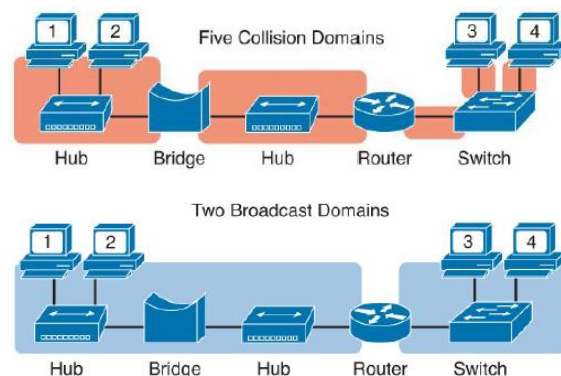 1 2 3 4
Five Collision Domains
Hub Bridge Hub Router Switch
Two Broadcast Domains
1 2 3 4
Hub Bridge Hub Router Switch